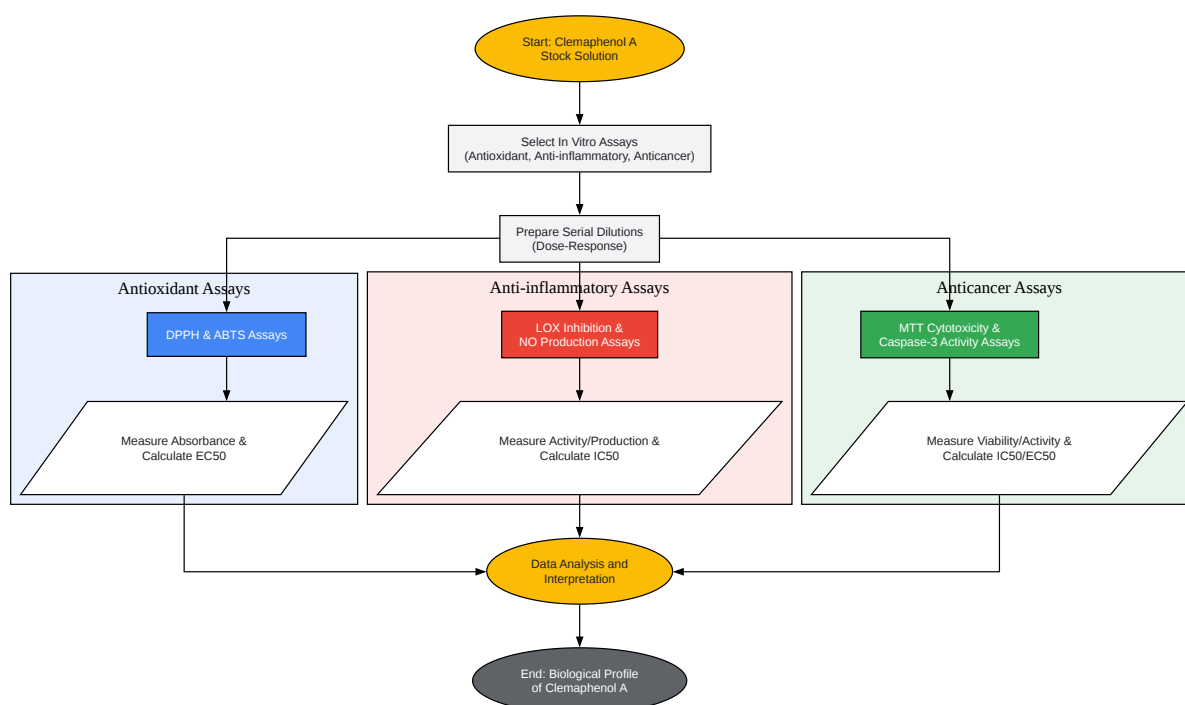 Start: Clemaphenol A
Stock Solution
Select In Vitro Assays
(Antioxidant, Anti-inflammatory, Anticancer)
Prepare Serial Dilutions
(Dose-Response)
Antioxidant Assays
DPPH & ABTS Assays
Measure Absorbance &
Calculate EC50
Anti-inflammatory Assays
LOX Inhibition &
NO Production Assays
Measure Activity/Production &
Calculate IC50
Anticancer Assays
MTT Cytotoxicity &
Caspase-3 Activity Assays
Measure Viability/Activity &
Calculate IC50/EC50
Data Analysis and
Interpretation
End: Biological Profile
of Clemaphenol A